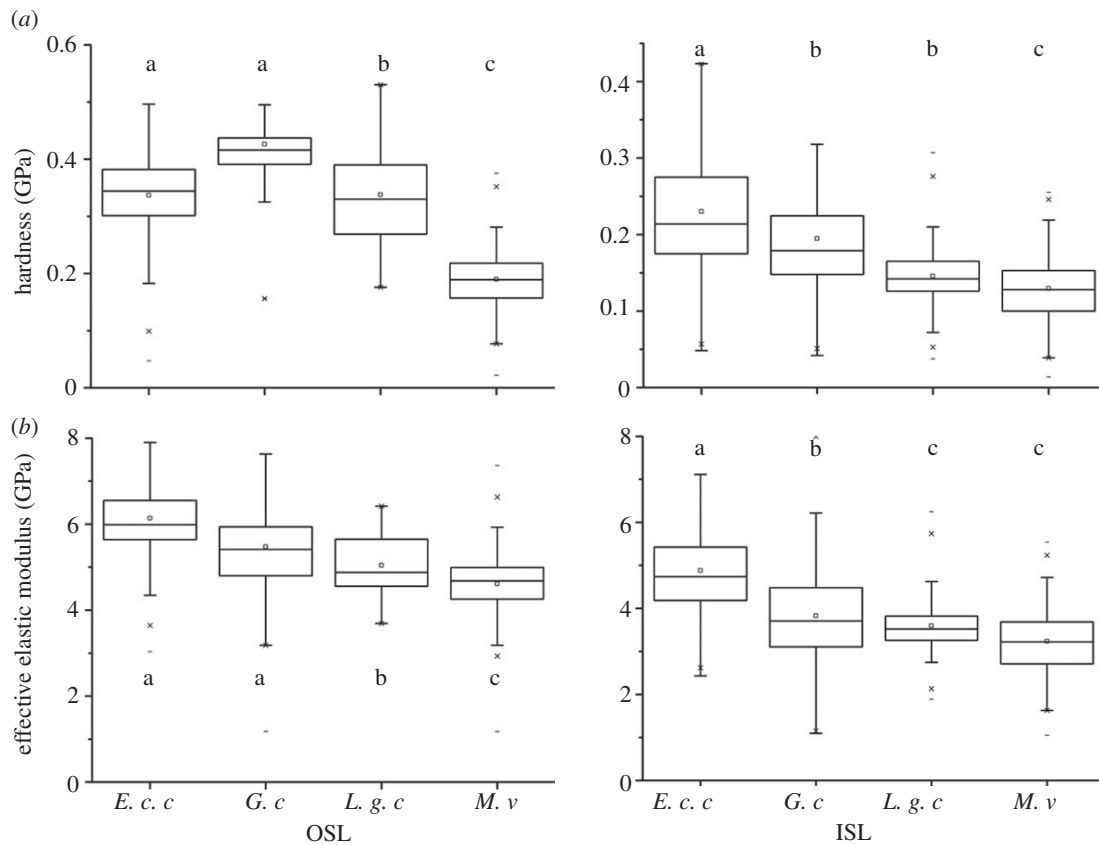 (a)
0.6
0.4
0.2
0
hardness (GPa)
a a b c
0.4
0.3
0.2
0.1
0
a b b c
(b)
8
6
4
2
0
effective elastic modulus (GPa)
a a b c
E. c. c G. c L. g. c M. v
OSL
8
6
4
2
0
a b c c
E. c. c G. c L. g. c M. v
ISL